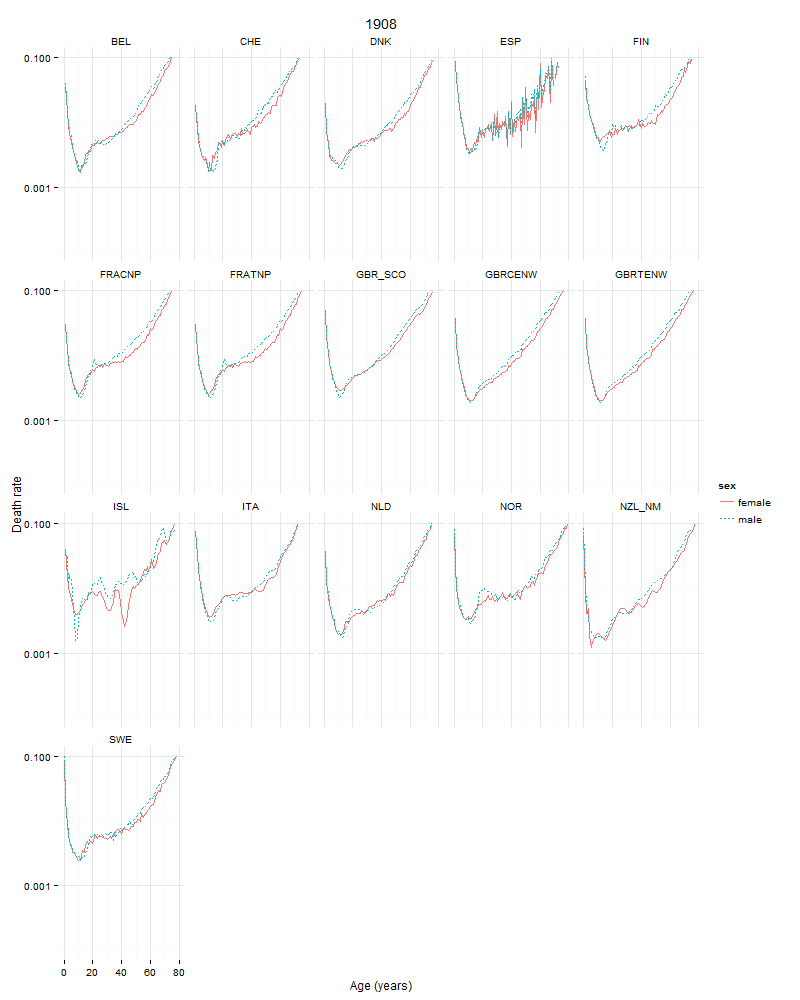 1908
BEL CHE DNK ESP FIN
0.100
0.001
FRACNP FRATNP GBR_SCO GBRCENW GBRTENW
0.100
0.001
Death rate
sex
female
male
ISL ITA NLD NOR NZL_NM
0.100
0.001
SWE
0.100
0.001
0 20 40 60 80
Age (years)